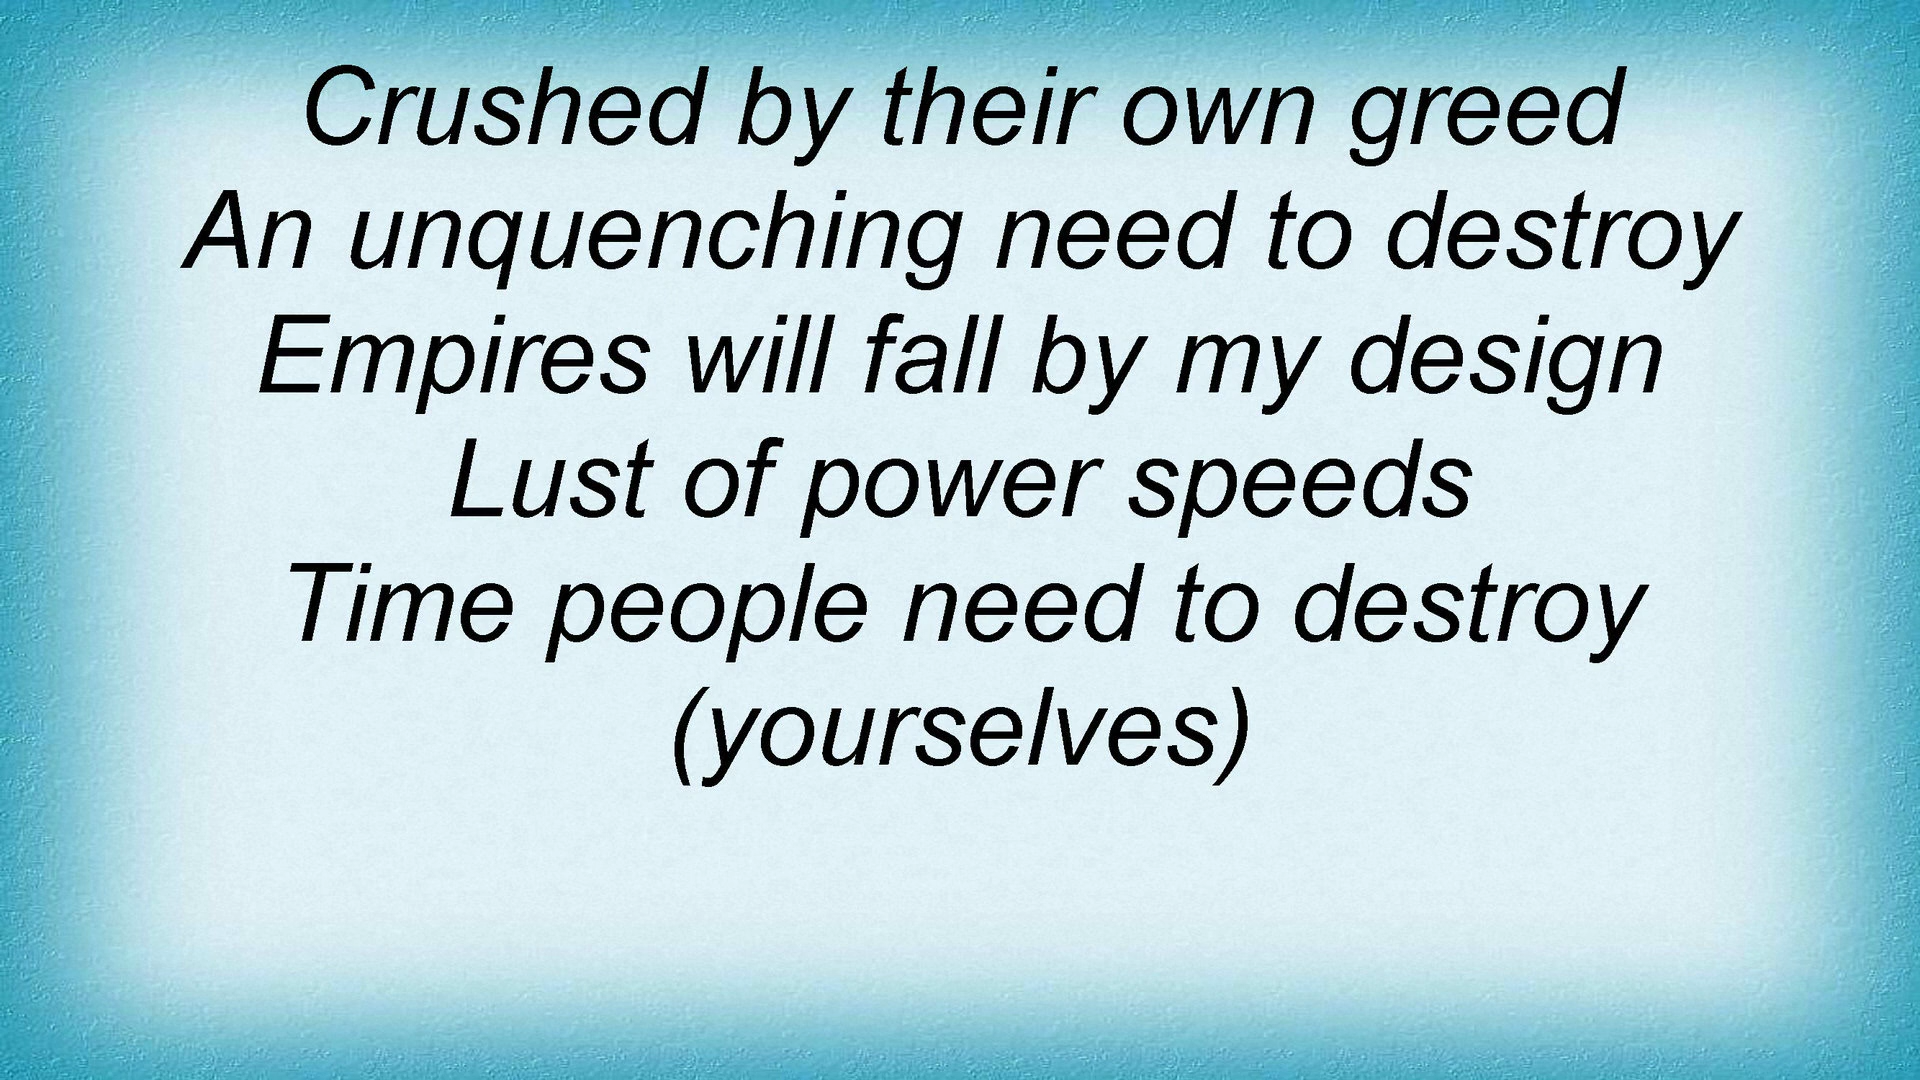 Crushed by their own greed
An unquenching need to destroy
Empires will fall by my design
Lust of power speeds
Time people need to destroy
(yourselves)